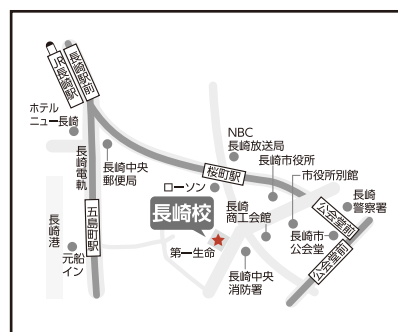 JR長崎駅
長崎駅前
ホテル
ニュー長崎
長崎電軌
長崎中央
郵便局
長崎港
五島町駅
元船
イン
NBC
長崎放送局
桜町駅
長崎市役所
市役所別館
ローソン
長崎校
長崎
商工会館
第一生命
長崎中央
消防署
長崎市
公会堂
公会堂前
公会堂前
長崎
警察署